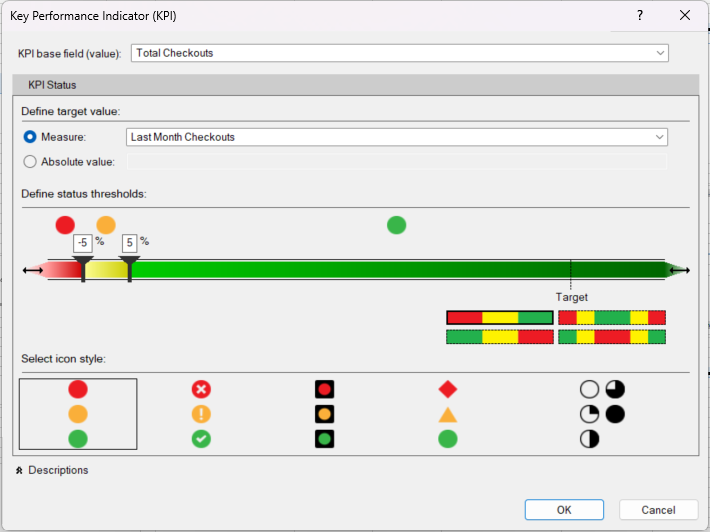 Key Performance Indicator (KPI)
?
KPI base field (value): Total Checkouts
KPI Status
Define target value:
Measure: Last Month Checkouts
Absolute value:
Define status thresholds:
-5 % 5 %
Target
Select icon style:
Descriptions
OK Cancel